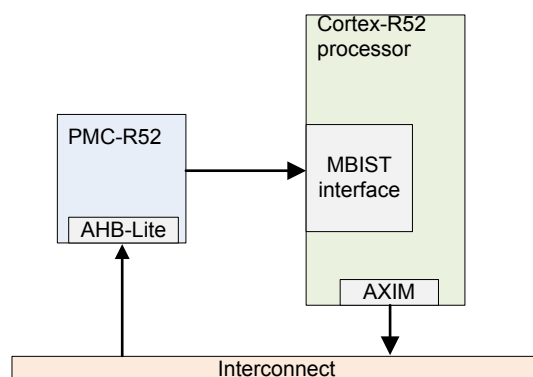 Cortex-R52
processor
PMC-R52
MBIST
interface
AHB-Lite
AXIM
Interconnect